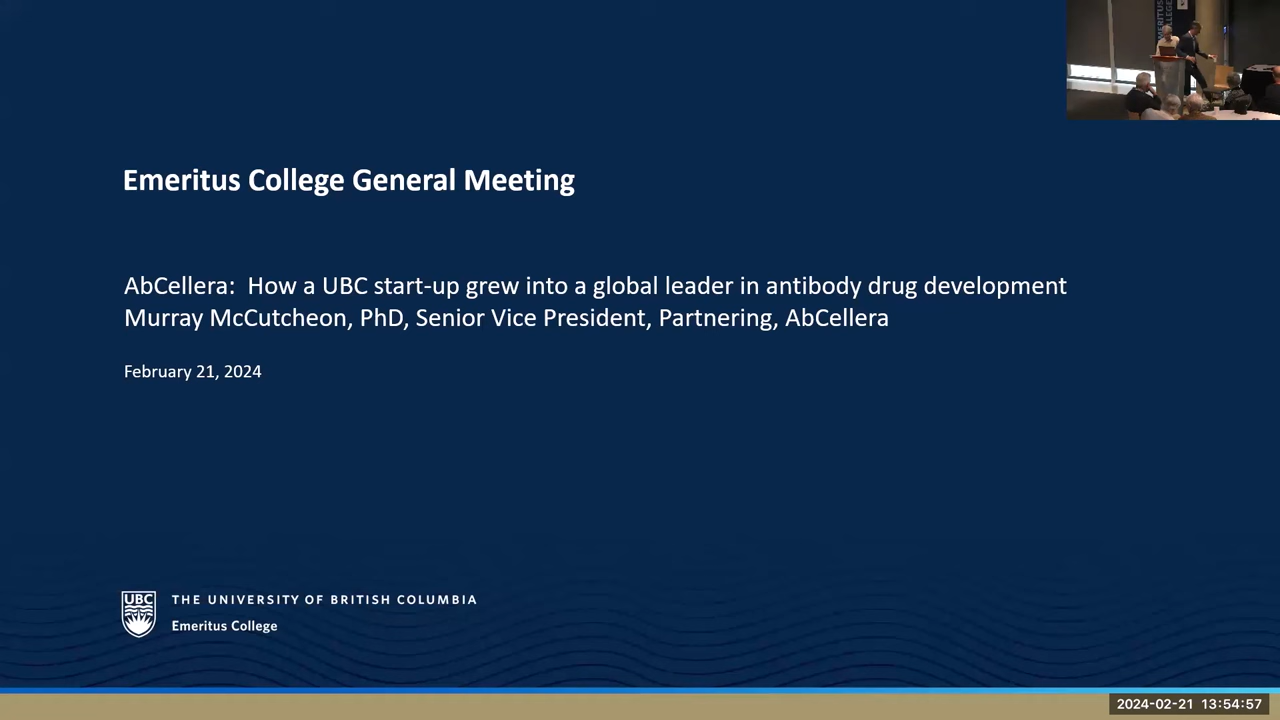 EMERITUS
COLLEGE
Emeritus College General Meeting
AbCellera: How a UBC start-up grew into a global leader in antibody drug development
Murray McCutcheon, PhD, Senior Vice President, Partnering, AbCellera
February 21, 2024
UBC
THE UNIVERSITY OF BRITISH COLUMBIA
Emeritus College
2024-02-21 13:54:57